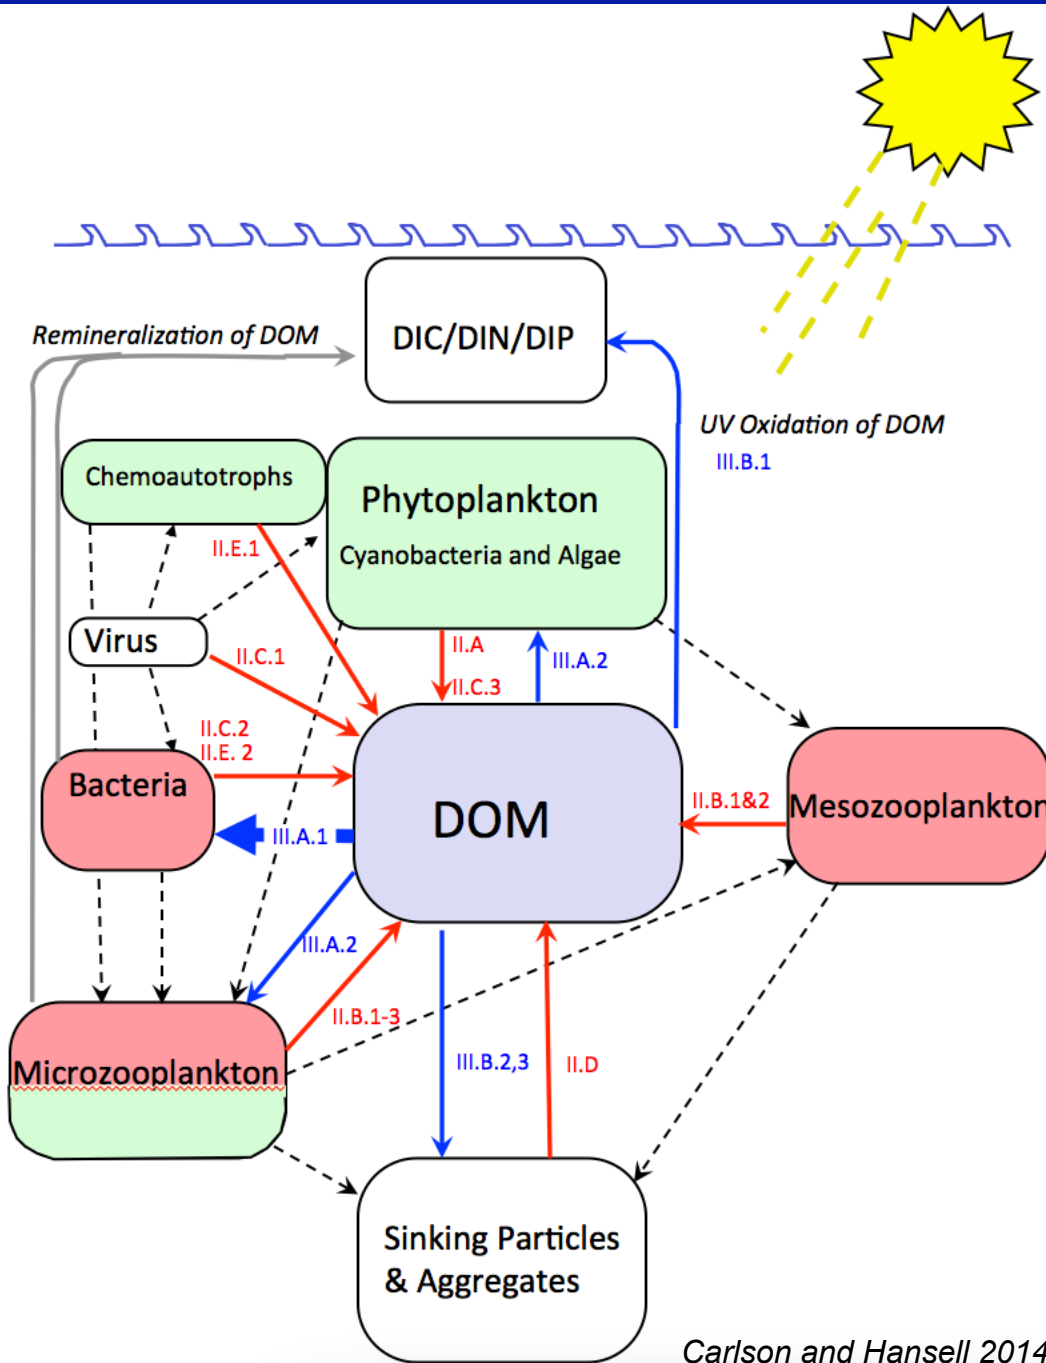 Remineralization of DOM
DIC/DIN/DIP
UV Oxidation of DOM
III.B.1
Chemoautotrophs
Phytoplankton
Cyanobacteria and Algae
II.E.1
Virus
II.C.1
II.A
III.A.2
II.C.3
II.C.2
II.E. 2
Bacteria
III.A.1
DOM
II.B.1&2
Mesozooplankton
III.A.2
II.B.1-3
Microzooplankton
III.B.2,3
II.D
Sinking Particles
& Aggregates
Carlson and Hansell 2014